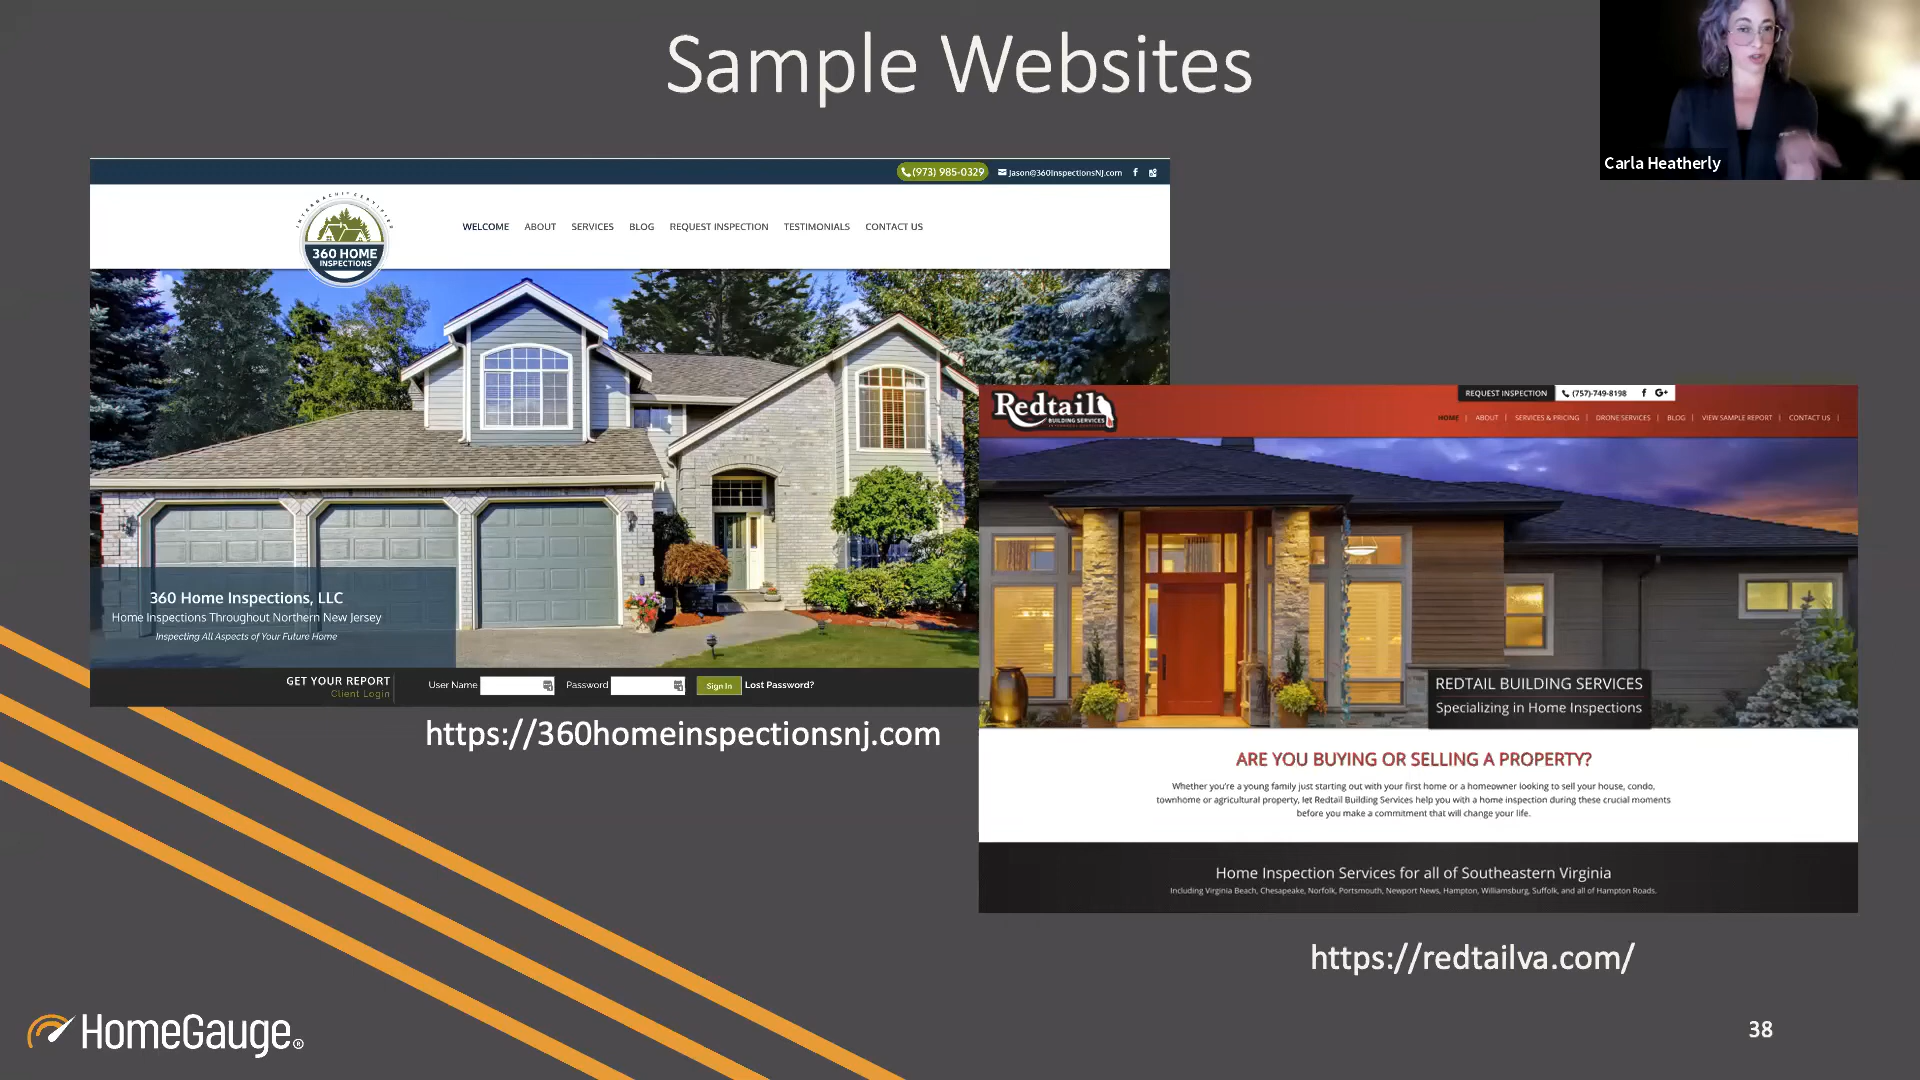 Sample Websites
Carla Heatherly
(973) 985-0329
Jason@360InspectionsNJ.com
INTERNACHI CERTIFIED
360 HOME
INSPECTIONS
WELCOME ABOUT SERVICES BLOG REQUEST INSPECTION TESTIMONIALS CONTACT US
360 Home Inspections, LLC
Home Inspections Throughout Northern New Jersey
Inspecting All Aspects of Your Future Home
GET YOUR REPORT
Client Login
User Name Password Sign In Lost Password?
https://360homeinspectionsnj.com
Redtail
BUILDING SERVICES
REQUEST INSPECTION (757)-749-8198 f G+
HOME | ABOUT | SERVICES & PRICING | DRONE SERVICES | BLOG | VIEW SAMPLE REPORT | CONTACT US |
REDTAIL BUILDING SERVICES
Specializing in Home Inspections
ARE YOU BUYING OR SELLING A PROPERTY?
Whether you're a young family just starting out with your first home or a homeowner looking to sell your house, condo,
townhome or agricultural property, let Redtail Building Services help you with a home inspection during these crucial moments
before you make a commitment that will change your life.
Home Inspection Services for all of Southeastern Virginia
Including Virginia Beach, Chesapeake, Norfolk, Portsmouth, Newport News, Hampton, Williamsburg, Suffolk, and all of Hampton Roads.
https://redtailva.com/
HomeGauge®
38